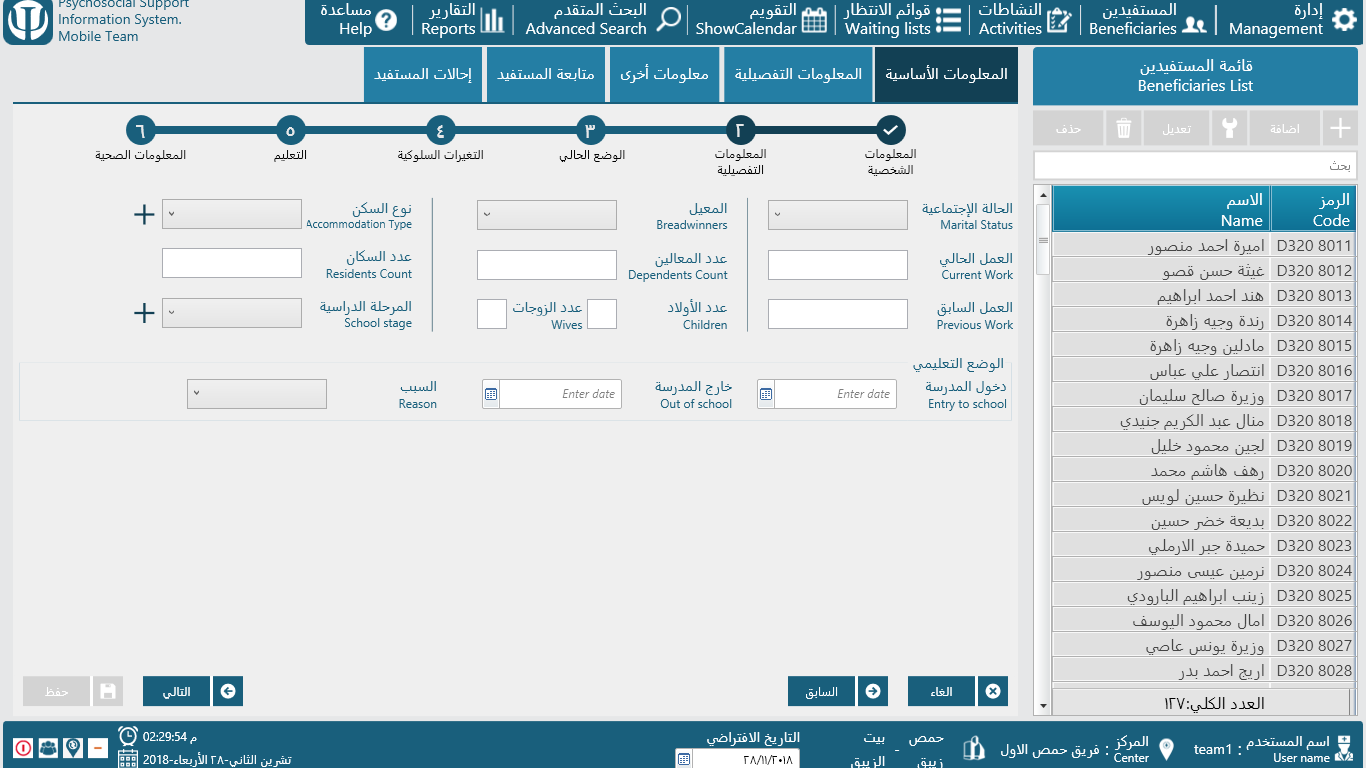 Psychosocial Support
Information System.
Mobile Team
إدارة
Management
المستفيدين
Beneficiaries
النشاطات
Activities
قوائم الانتظار
Waiting lists
التقويم
ShowCalendar
البحث المتقدم
Advanced Search
التقارير
Reports
مساعدة
Help
قائمة المستفيدين
Beneficiaries List
المعلومات الأساسية
المعلومات التفصيلية
معلومات أخرى
متابعة المستفيد
إحالات المستفيد
اضافة
تعديل
حذف
بحث
المعلومات
الشخصية
٢
المعلومات
التفصيلية
٣
الوضع الحالي
٤
التغيرات السلوكية
٥
التعليم
٦
المعلومات الصحية
الحالة الإجتماعية
Marital Status
المعيل
Breadwinners
نوع السكن
Accommodation Type
العمل الحالي
Current Work
عدد المعالين
Dependents Count
عدد السكان
Residents Count
العمل السابق
Previous Work
عدد الأولاد
Children
عدد الزوجات
Wives
المرحلة الدراسية
School stage
الوضع التعليمي
دخول المدرسة
Entry to school
Enter date
خارج المدرسة
Out of school
Enter date
السبب
Reason
الرمز الاسم
Code Name
D320 8011 اميرة احمد منصور
D320 8012 غيثة حسن قصو
D320 8013 هند احمد ابراهيم
D320 8014 رندة وجيه زاهرة
D320 8015 مادلين وجيه زاهرة
D320 8016 انتصار علي عباس
D320 8017 وزيرة صالح سليمان
D320 8018 منال عبد الكريم جنيدي
D320 8019 لجين محمود خليل
D320 8020 رهف هاشم محمد
D320 8021 نظيرة حسين لويس
D320 8022 بديعة خضر حسين
D320 8023 حميدة جبر الارملي
D320 8024 نرمين عيسى منصور
D320 8025 زينب ابراهيم البارودي
D320 8026 امال محمود اليوسف
D320 8027 وزيرة يونس عاصي
D320 8028 اريج احمد بدر
العدد الكلي:١٢٧
الغاء
السابق
التالي
حفظ
اسم المستخدم : team1
User name
المركز : فريق حمص الاول
Center
حمص - بيت
زيبق الزيبق
التاريخ الافتراضي
٢٨/١١/٢٠١٨
02:29:54 م
تشرين الثاني-٢٨ الأربعاء-2018